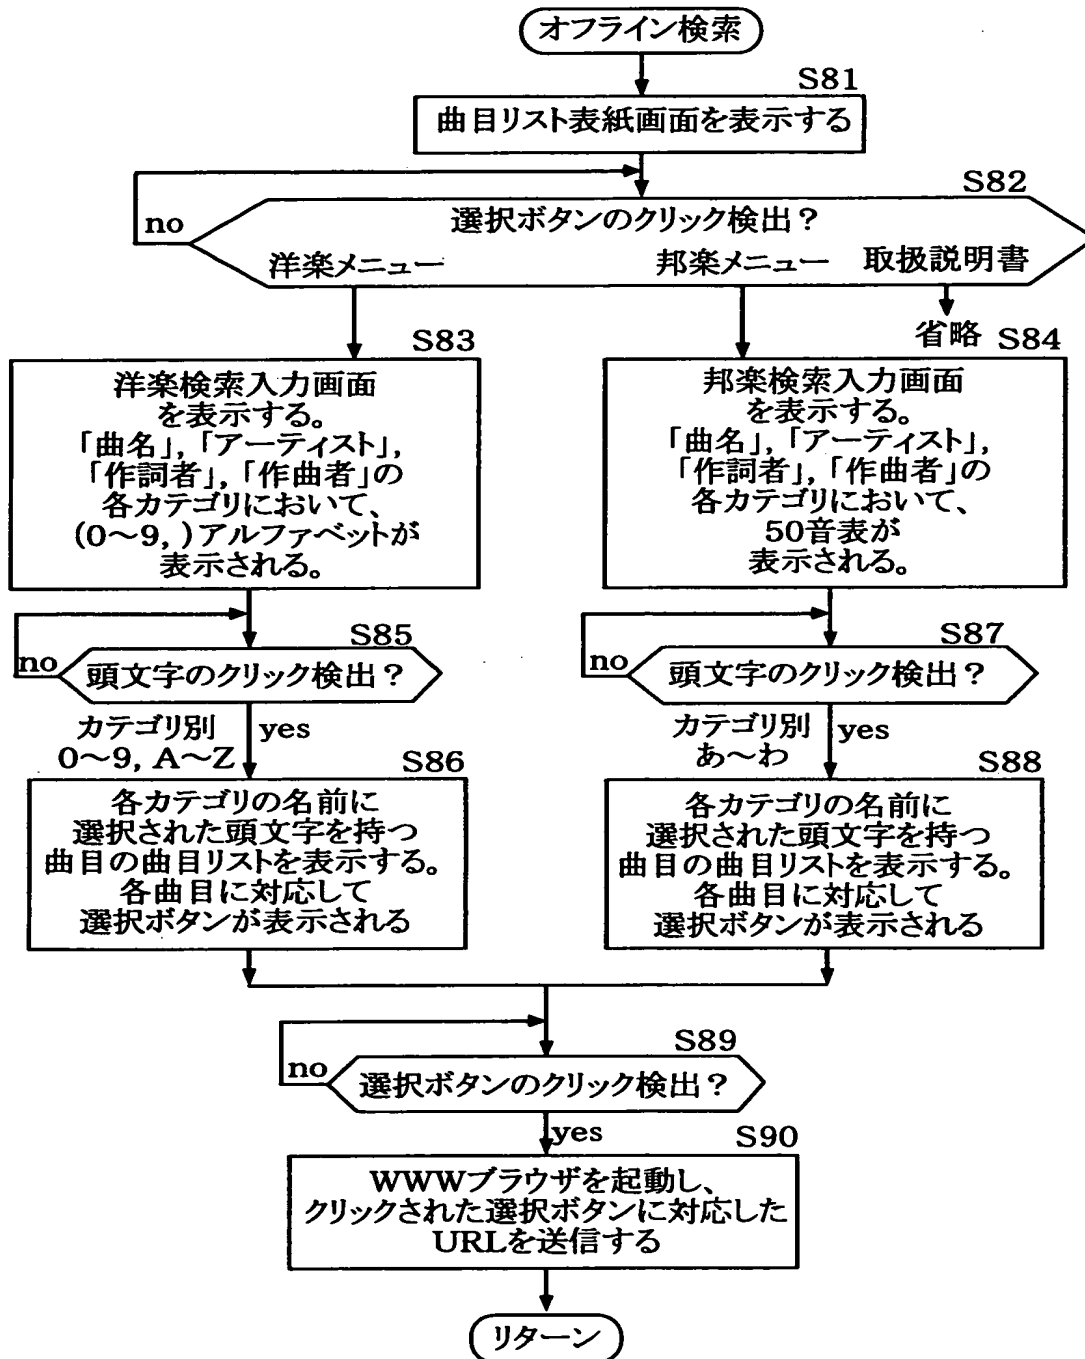 オフライン検索
S81
曲目リスト表紙画面を表示する
S82
no
選択ボタンのクリック検出？
洋楽メニュー
邦楽メニュー
取扱説明書
省略
S83
洋楽検索入力画面
を表示する。
「曲名」,「アーティスト」,
「作詞者」,「作曲者」の
各カテゴリにおいて、
(0～9, )アルファベットが
表示される。
S84
邦楽検索入力画面
を表示する。
「曲名」,「アーティスト」,
「作詞者」,「作曲者」の
各カテゴリにおいて、
50音表が
表示される。
S85
no
頭文字のクリック検出？
カテゴリ別
0～9, A～Z
yes
S87
no
頭文字のクリック検出？
カテゴリ別
あ～わ
yes
S86
各カテゴリの名前に
選択された頭文字を持つ
曲目の曲目リストを表示する。
各曲目に対応して
選択ボタンが表示される
S88
各カテゴリの名前に
選択された頭文字を持つ
曲目の曲目リストを表示する。
各曲目に対応して
選択ボタンが表示される
S89
no
選択ボタンのクリック検出？
yes
S90
WWWブラウザを起動し、
クリックされた選択ボタンに対応した
URLを送信する
リターン